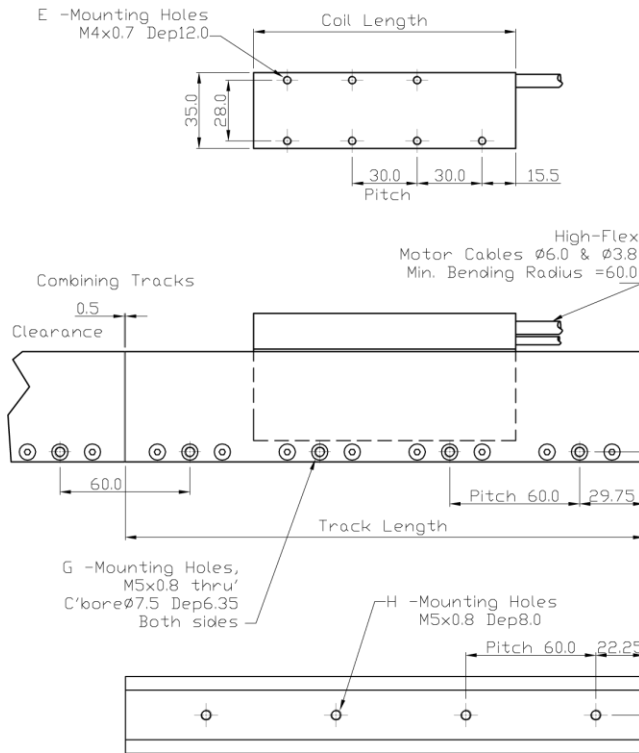 E -Mounting Holes
M4x0.7 Dep12.0
Coil Length
35.0
28.0
30.0
30.0
15.5
Pitch
High-Flex
Motor Cables Ø6.0 & Ø3.8
Min. Bending Radius =60.0
Combining Tracks
0.5
Clearance
60.0
Pitch 60.0
29.75
Track Length
G -Mounting Holes,
M5x0.8 thru'
C'boreø7.5 Dep6.35
Both sides
H -Mounting Holes
M5x0.8 Dep8.0
Pitch 60.0
22.25